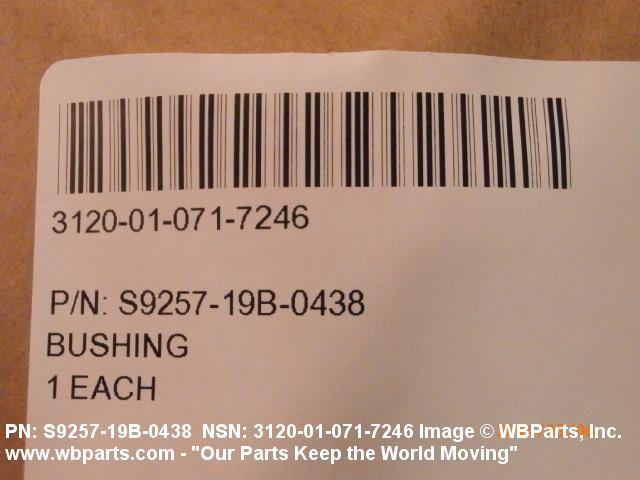 3120-01-071-7246
P/N: S9257-19B-0438
BUSHING
1 EACH
PN: S9257-19B-0438 NSN: 3120-01-071-7246 Image © WBParts, Inc.
www.wbparts.com - "Our Parts Keep the World Moving"